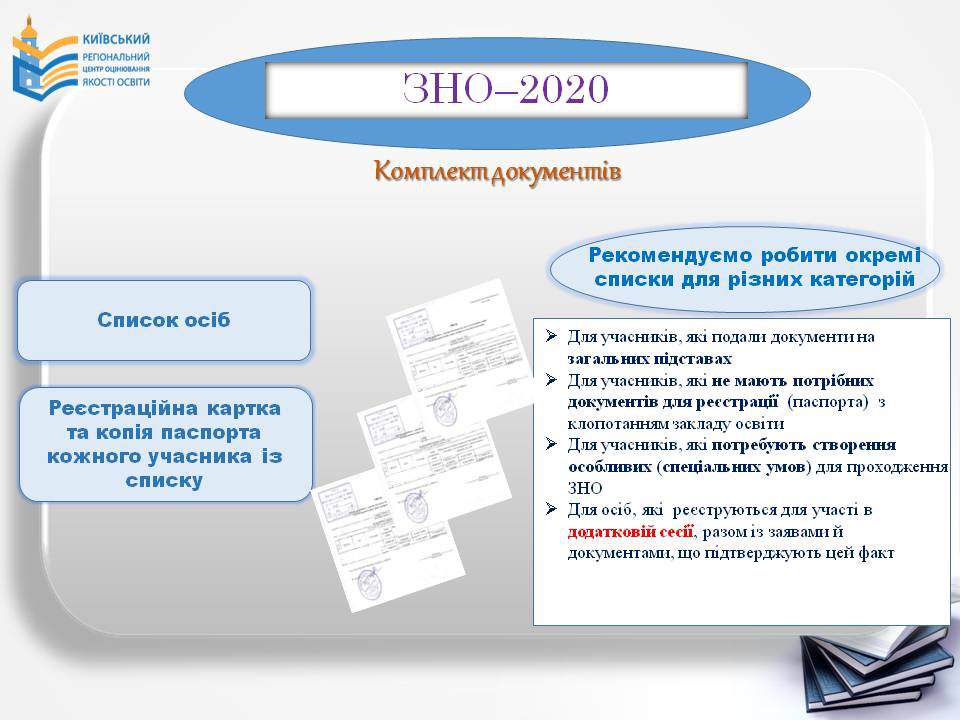 КИЇВСЬКИЙ
РЕГІОНАЛЬНИЙ
ЦЕНТР ОЦІНЮВАННЯ
ЯКОСТІ ОСВІТИ
ЗНО–2020
Комплект документів
Список осіб
Реєстраційна картка
та копія паспорта
кожного учасника із
списку
Рекомендуємо робити окремі
списки для різних категорій
➢ Для учасників, які подали документи на
загальних підставах
➢ Для учасників, які не мають потрібних
документів для реєстрації (паспорта) з
клопотанням закладу освіти
➢ Для учасників, які потребують створення
особливих (спеціальних умов) для проходження
ЗНО
➢ Для осіб, які реєструються для участі в
додатковій сесії, разом із заявами й
документами, що підтверджують цей факт